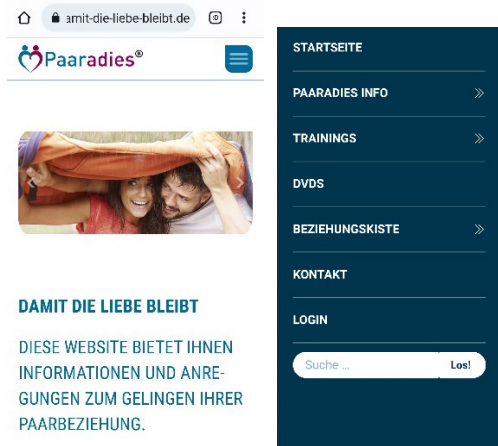 amit-die-liebe-bleibt.de
Paaradies®
DAMIT DIE LIEBE BLEIBT
DIESE WEBSITE BIETET IHNEN
INFORMATIONEN UND ANRE-
GUNGEN ZUM GELINGEN IHRER
PAARBEZIEHUNG.
STARTSEITE
PAARADIES INFO
TRAININGS
DVDS
BEZIEHUNGSKISTE
KONTAKT
LOGIN
Suche ... Los!